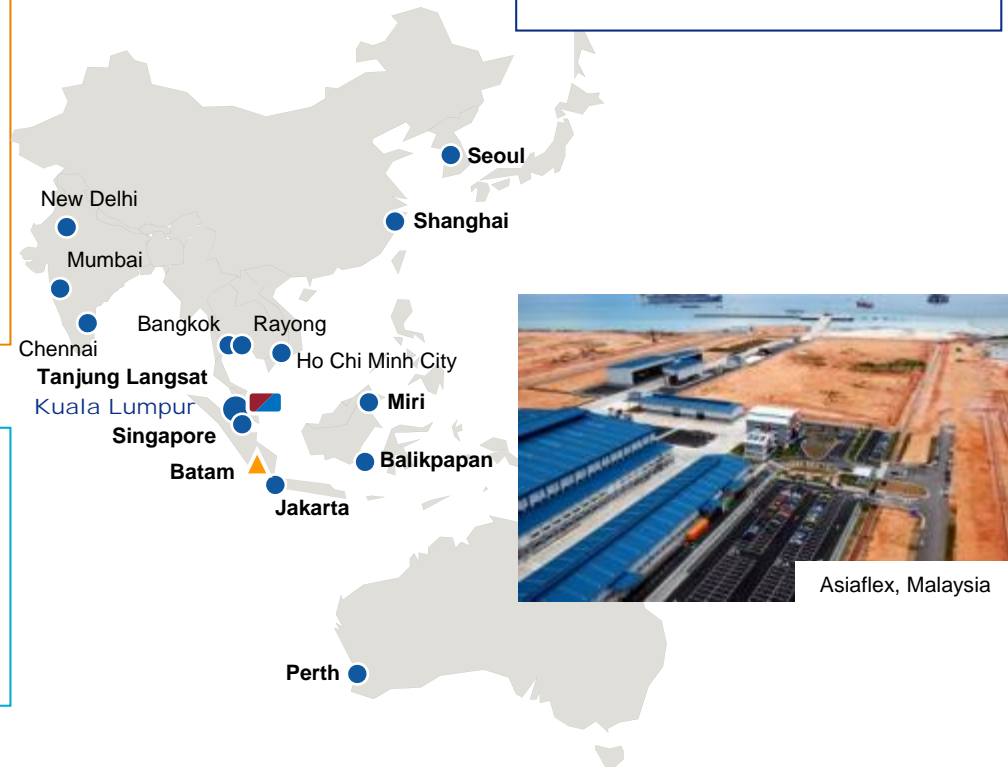 Seoul
New Delhi
Shanghai
Mumbai
Bangkok
Rayong
Chennai
Ho Chi Minh City
Tanjung Langsat
Kuala Lumpur
Miri
Singapore
Batam
Balikpapan
Jakarta
Asiaflex, Malaysia
Perth